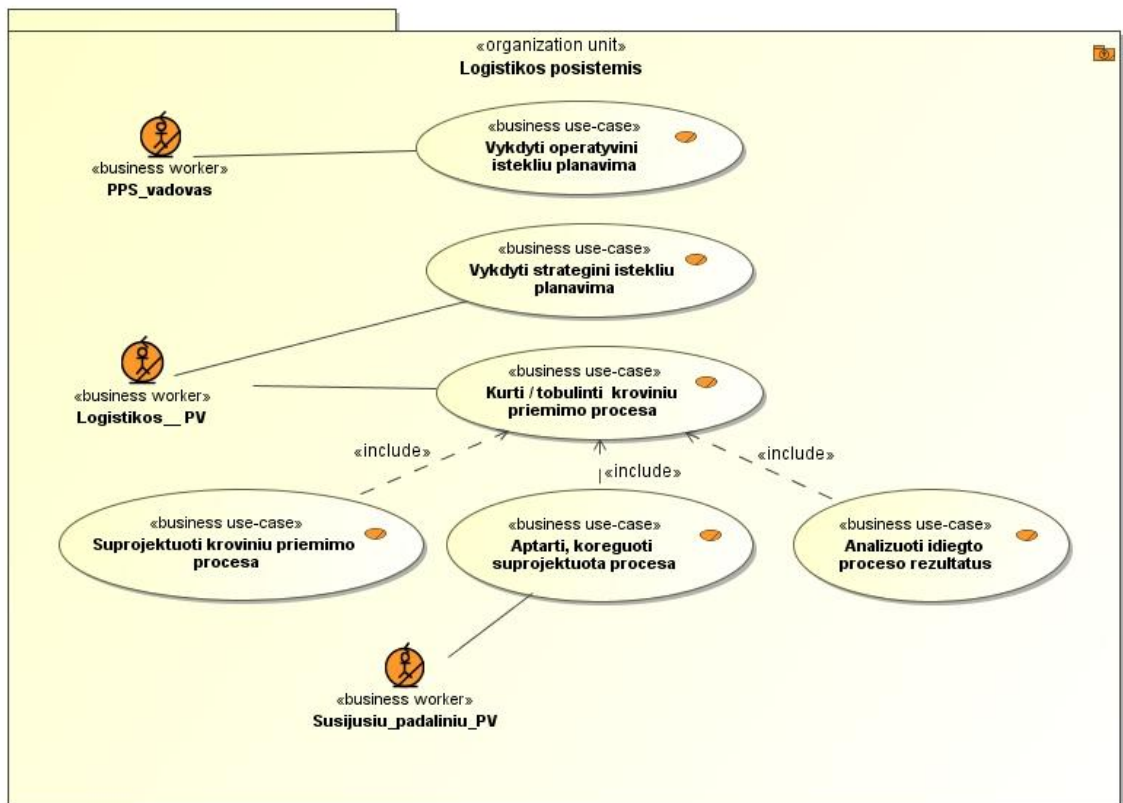 «organization unit»
Logistikos posistemis
«business use-case»
Vykdyti operatyvini
istekliu planavima
«business worker»
PPS_vadovas
«business use-case»
Vykdyti strategini istekliu
planavima
«business use-case»
Kurti / tobulinti kroviniu
priemimo procesa
«business worker»
Logistikos__ PV
«include»
«include»
«include»
«business use-case»
Suprojektuoti kroviniu priemimo
procesa
«business use-case»
Aptarti, koreguoti
suprojektuota procesa
«business use-case»
Analizuoti idiegto
proceso rezultatus
«business worker»
Susijusiu_padaliniu_PV